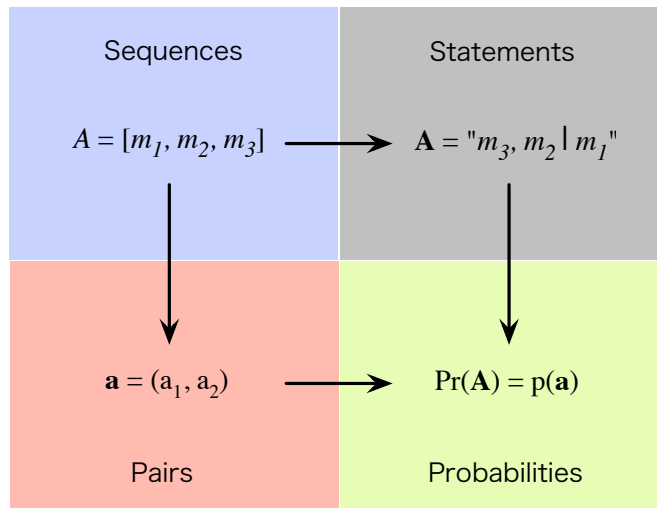 Sequences
Statements
A = [m₁, m₂, m₃]
A = "m₃, m₂ | m₁"
a = (a₁, a₂)
Pr(A) = p(a)
Pairs
Probabilities